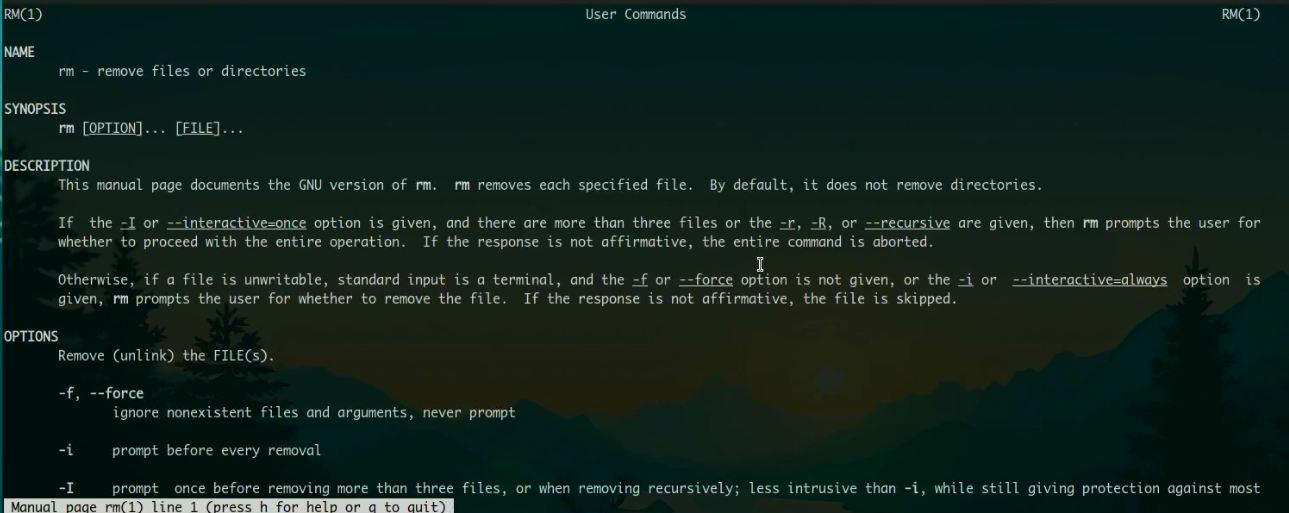 RM(1) User Commands RM(1)
NAME
rm - remove files or directories
SYNOPSIS
rm [OPTION]... [FILE]...
DESCRIPTION
This manual page documents the GNU version of rm. rm removes each specified file. By default, it does not remove directories.
If the -I or --interactive=once option is given, and there are more than three files or the -r, -R, or --recursive are given, then rm prompts the user for
whether to proceed with the entire operation. If the response is not affirmative, the entire command is aborted.
Otherwise, if a file is unwritable, standard input is a terminal, and the -f or --force option is not given, or the -i or --interactive=always option is
given, rm prompts the user for whether to remove the file. If the response is not affirmative, the file is skipped.
OPTIONS
Remove (unlink) the FILE(s).
-f, --force
ignore nonexistent files and arguments, never prompt
-i prompt before every removal
-I prompt once before removing more than three files, or when removing recursively; less intrusive than -i, while still giving protection against most
Manual page rm(1) line 1 (press h for help or q to quit)